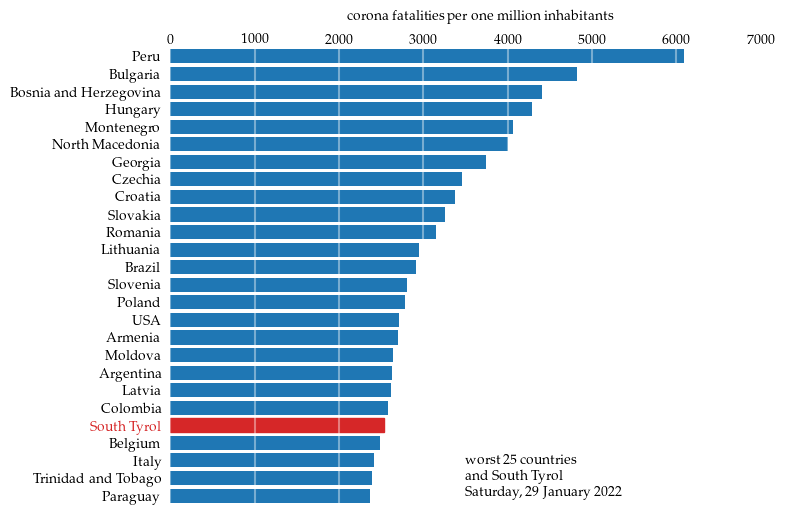 corona fatalities per one million inhabitants
0 1000 2000 3000 4000 5000 6000 7000
Peru
Bulgaria
Bosnia and Herzegovina
Hungary
Montenegro
North Macedonia
Georgia
Czechia
Croatia
Slovakia
Romania
Lithuania
Brazil
Slovenia
Poland
USA
Armenia
Moldova
Argentina
Latvia
Colombia
South Tyrol
Belgium
Italy
Trinidad and Tobago
Paraguay
worst 25 countries
and South Tyrol
Saturday, 29 January 2022